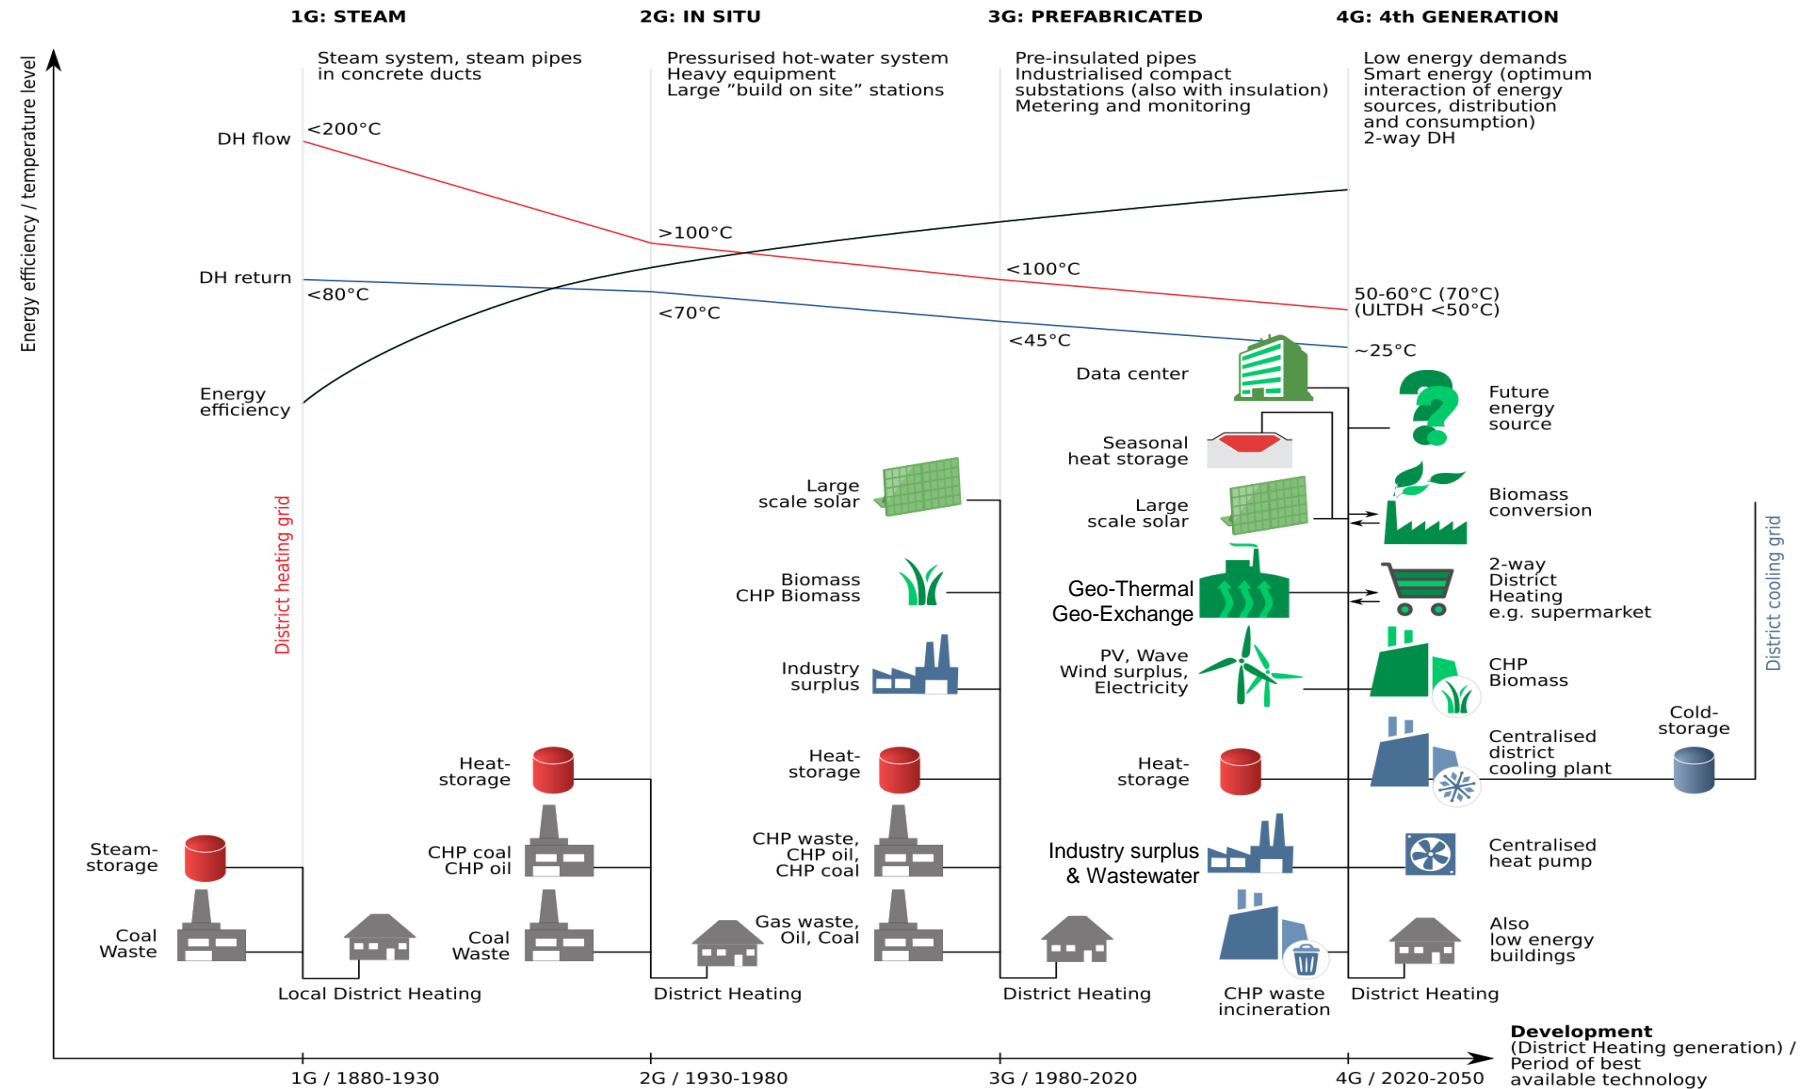 1G: STEAM
2G: IN SITU
3G: PREFABRICATED
4G: 4th GENERATION
Steam system, steam pipes
in concrete ducts
Pressurised hot-water system
Heavy equipment
Large ”build on site” stations
Pre-insulated pipes
Industrialised compact
substations (also with insulation)
Metering and monitoring
Low energy demands
Smart energy (optimum
interaction of energy
sources, distribution
and consumption)
2-way DH
Energy efficiency / temperature level
DH flow
<200°C
>100°C
<100°C
50-60°C (70°C)
(ULTDH <50°C)
DH return
<80°C
<70°C
<45°C
~25°C
Energy
efficiency
District heating grid
Steam-
storage
Coal
Waste
Local District Heating
Heat-
storage
CHP coal
CHP oil
Coal
Waste
District Heating
Large
scale solar
Biomass
CHP Biomass
Industry
surplus
Heat-
storage
CHP waste,
CHP oil,
CHP coal
Gas waste,
Oil, Coal
District Heating
Data center
Seasonal
heat storage
Large
scale solar
Geo-Thermal
Geo-Exchange
PV, Wave
Wind surplus,
Electricity
Heat-
storage
Industry surplus
& Wastewater
CHP waste
incineration
Future
energy
source
Biomass
conversion
2-way
District
Heating
e.g. supermarket
CHP
Biomass
Centralised
district
cooling plant
Centralised
heat pump
Also
low energy
buildings
District Heating
Cold-
storage
District cooling grid
1G / 1880-1930
2G / 1930-1980
3G / 1980-2020
4G / 2020-2050
Development
(District Heating generation) /
Period of best
available technology